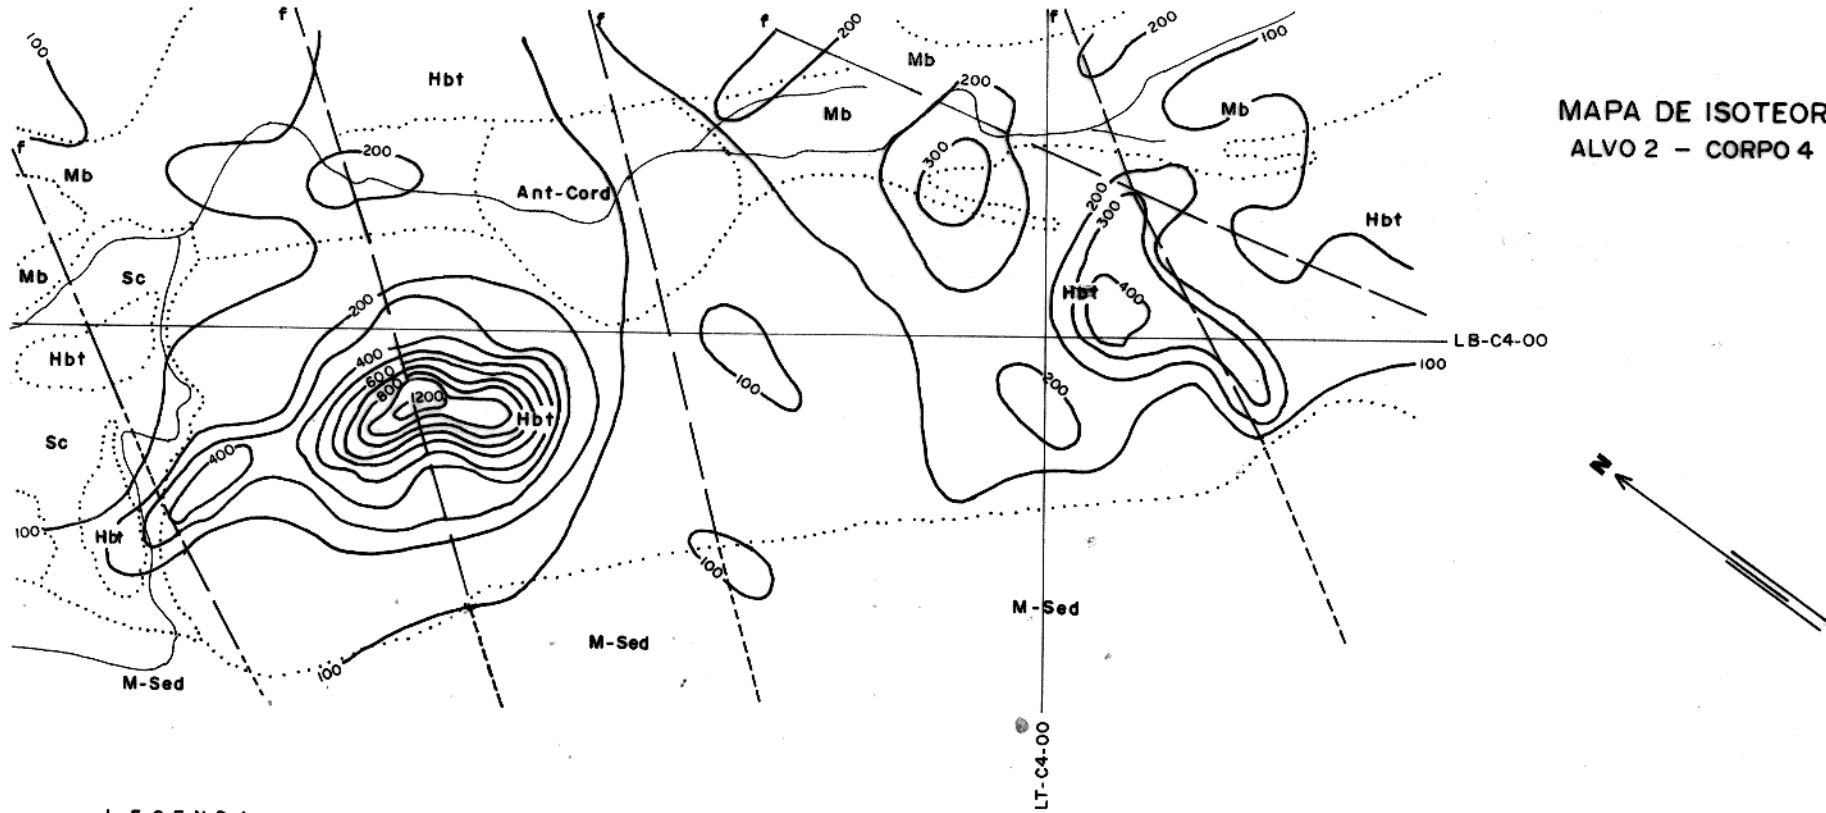 f
f
f
f
200
200
100
100
Mb
200
Hbt
MAPA DE ISOTEOR
ALVO 2 – CORPO 4
Mb
Mb
f
200
300
Mb
Ant-Cord
200
300
Hbt
Mb
Sc
Hbt
400
200
LB-C4-00
Hbt
400
600
800
1200
100
200
100
Hbt
Sc
400
N
100
Hbt
100
M-Sed
M-Sed
100
M-Sed
LT-C4-00